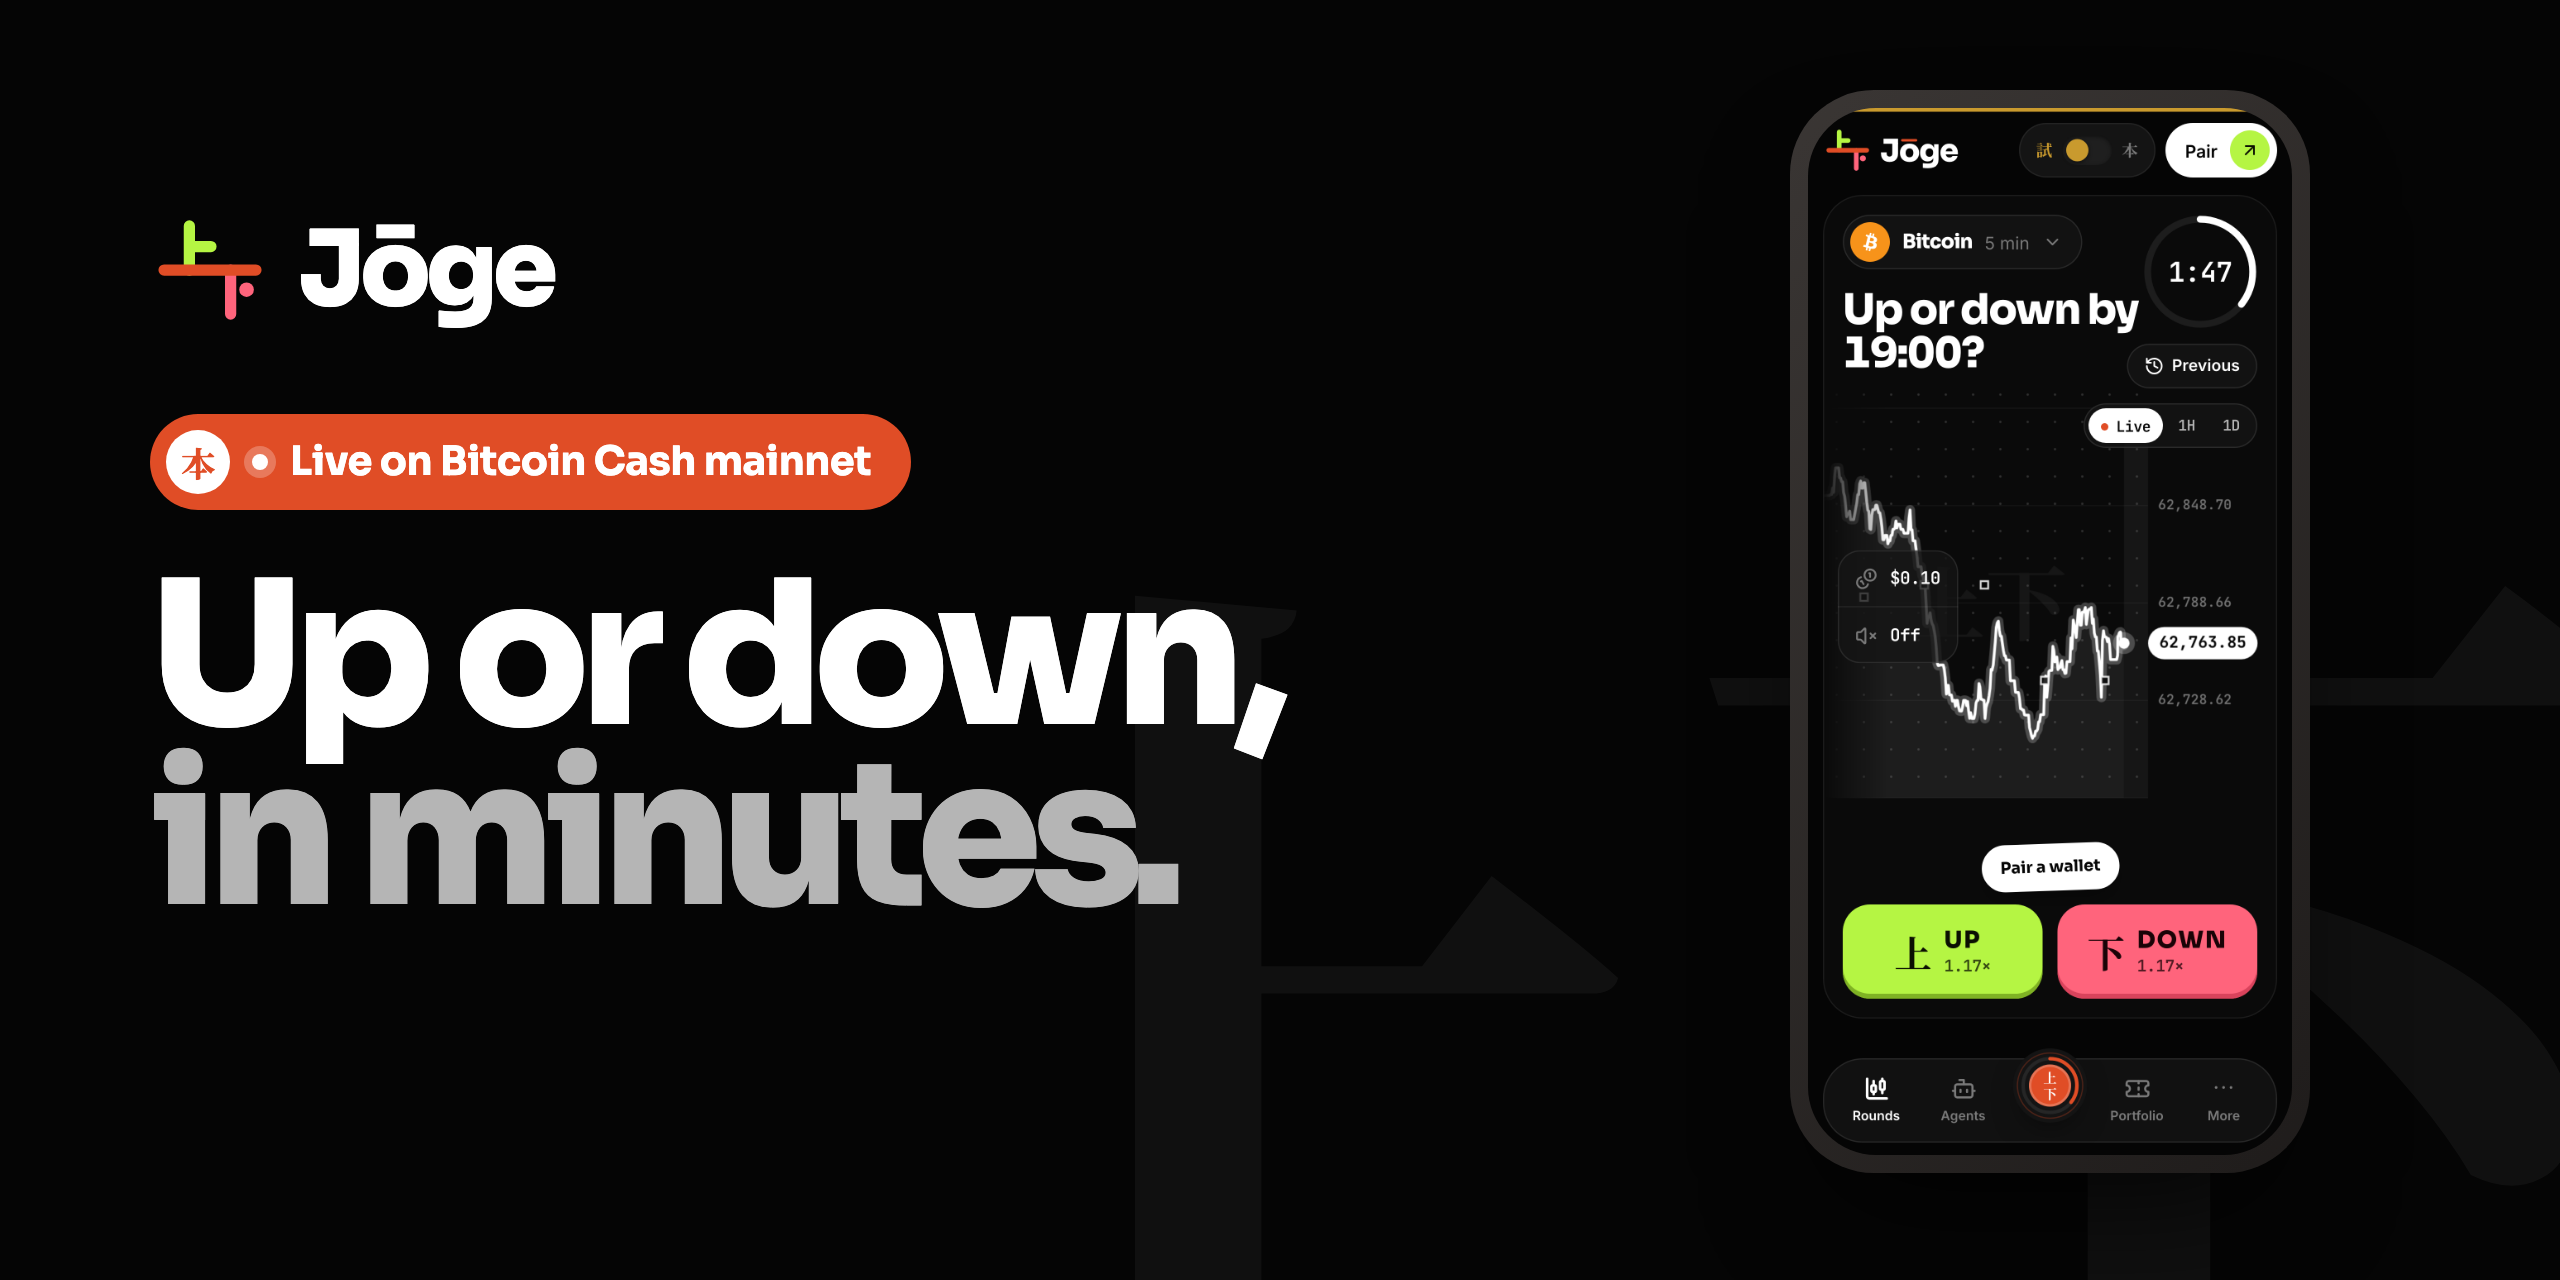 Jōge
本 Live on Bitcoin Cash mainnet
Up or down,
in minutes.
Jōge
試 本
Pair
Bitcoin 5 min
1:47
Up or down by
19:00?
Previous
Live 1H 1D
62,848.70
$0.10
62,788.66
Off
62,763.85
62,728.62
Pair a wallet
上 UP
1.17×
下 DOWN
1.17×
上
下
Rounds
Agents
Portfolio
More